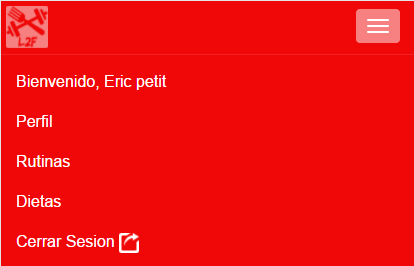 L2F
Bienvenido, Eric petit
Perfil
Rutinas
Dietas
Cerrar Sesion